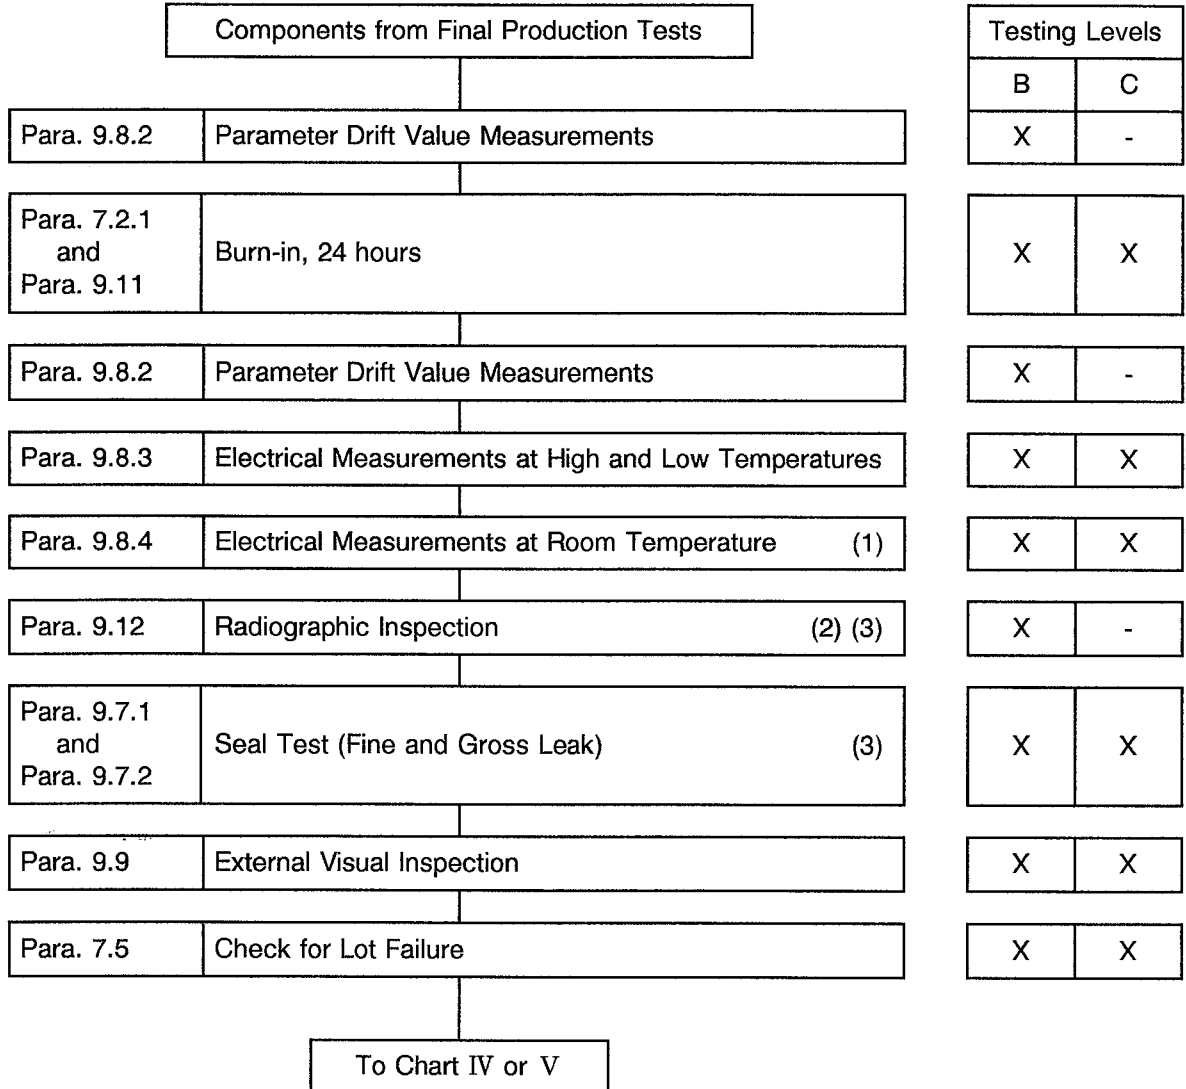 Components from Final Production Tests
Testing Levels
B C
Para. 9.8.2 Parameter Drift Value Measurements X -
Para. 7.2.1
and
Para. 9.11
Burn-in, 24 hours X X
Para. 9.8.2 Parameter Drift Value Measurements X -
Para. 9.8.3 Electrical Measurements at High and Low Temperatures X X
Para. 9.8.4 Electrical Measurements at Room Temperature (1) X X
Para. 9.12 Radiographic Inspection (2) (3) X -
Para. 9.7.1
and
Para. 9.7.2
Seal Test (Fine and Gross Leak) (3) X X
Para. 9.9 External Visual Inspection X X
Para. 7.5 Check for Lot Failure X X
To Chart IV or V